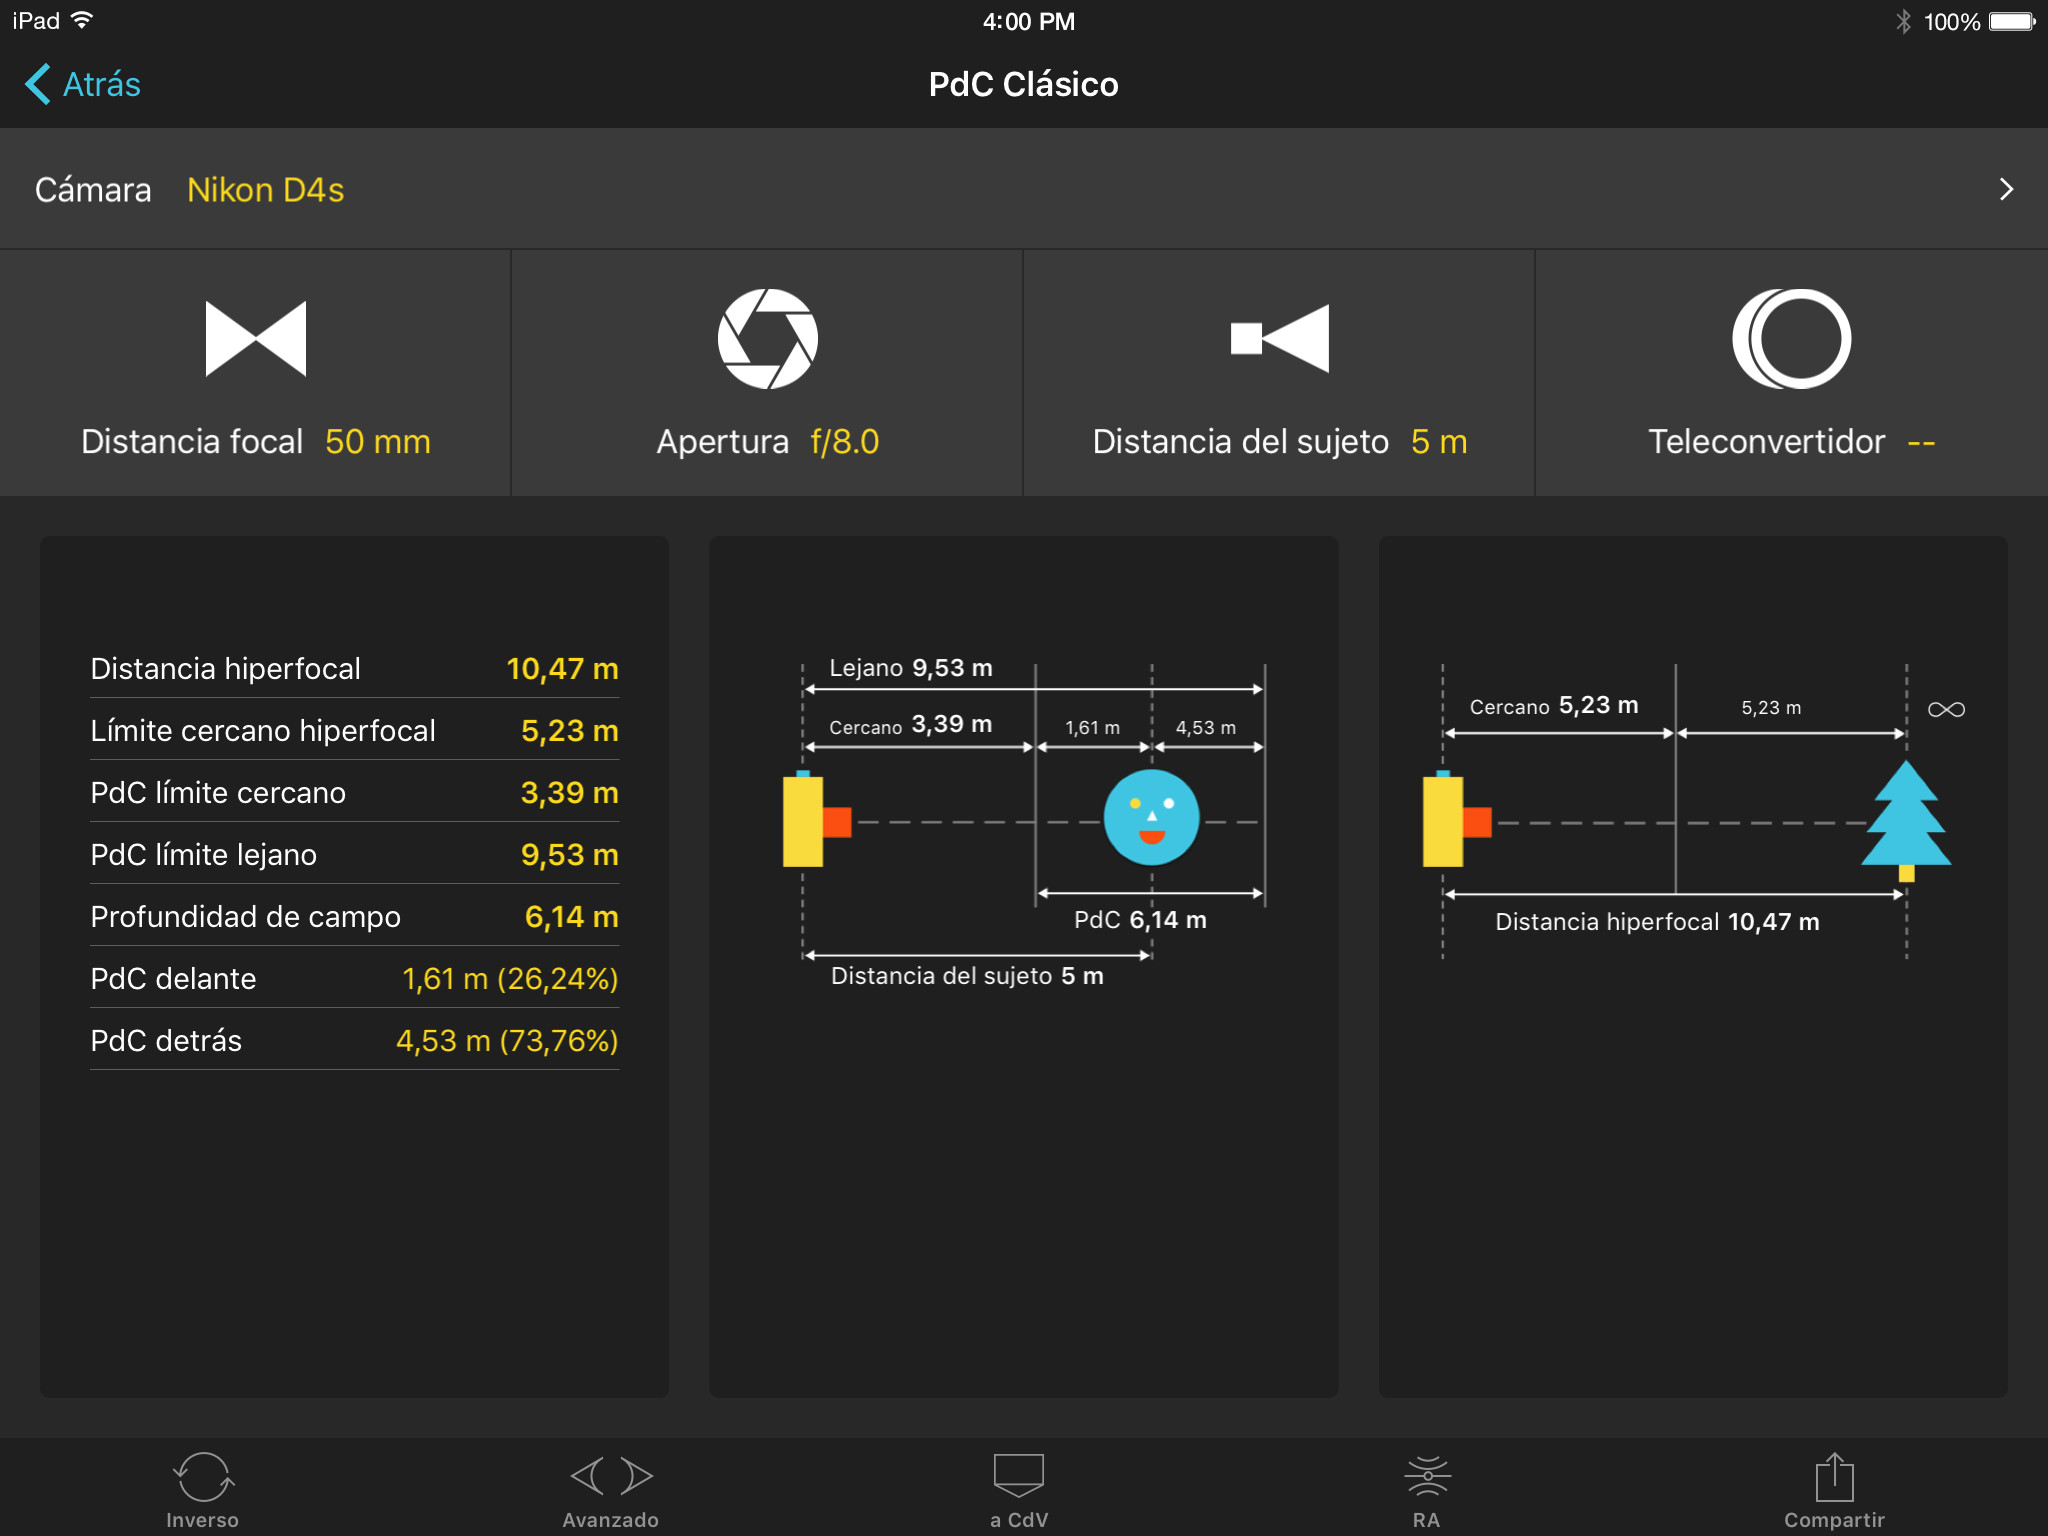 iPad 4:00 PM 100%
Atrás PdC Clásico
Cámara Nikon D4s
Distancia focal 50 mm Apertura f/8.0 Distancia del sujeto 5 m Teleconvertidor --
Distancia hiperfocal 10,47 m
Límite cercano hiperfocal 5,23 m
PdC límite cercano 3,39 m
PdC límite lejano 9,53 m
Profundidad de campo 6,14 m
PdC delante 1,61 m (26,24%)
PdC detrás 4,53 m (73,76%)
Lejano 9,53 m
Cercano 3,39 m 1,61 m 4,53 m
PdC 6,14 m
Distancia del sujeto 5 m
Cercano 5,23 m 5,23 m ∞
Distancia hiperfocal 10,47 m
Inverso Avanzado a CdV RA Compartir